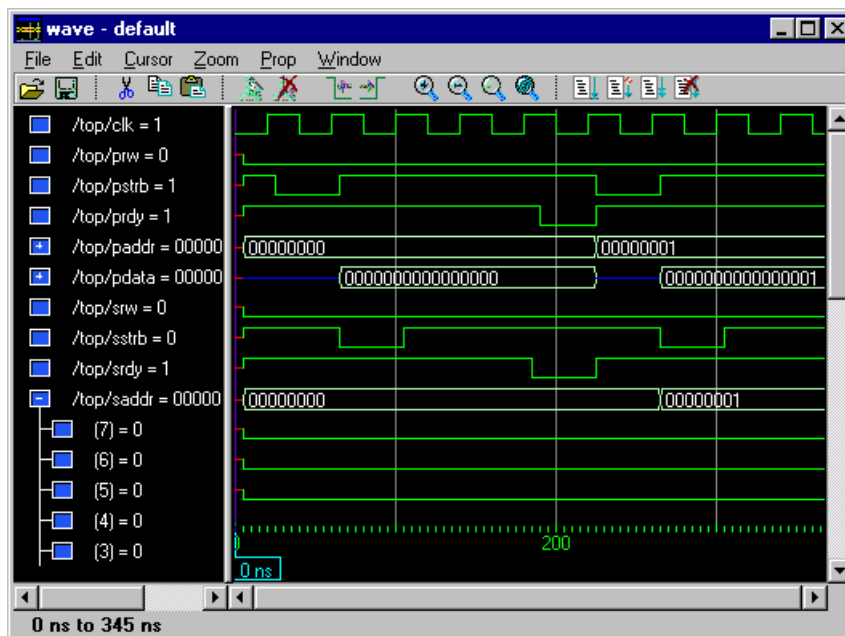 wave - default
File Edit Cursor Zoom Prop Window
/top/clk = 1
/top/prw = 0
/top/pstrb = 1
/top/prdy = 1
/top/paddr = 00000 00000000 00000001
/top/pdata = 00000 0000000000000000 0000000000000001
/top/srw = 0
/top/sstrb = 0
/top/srdy = 1
/top/saddr = 00000 00000000 00000001
(7) = 0
(6) = 0
(5) = 0
(4) = 0
(3) = 0
0 200
0 ns
0 ns to 345 ns